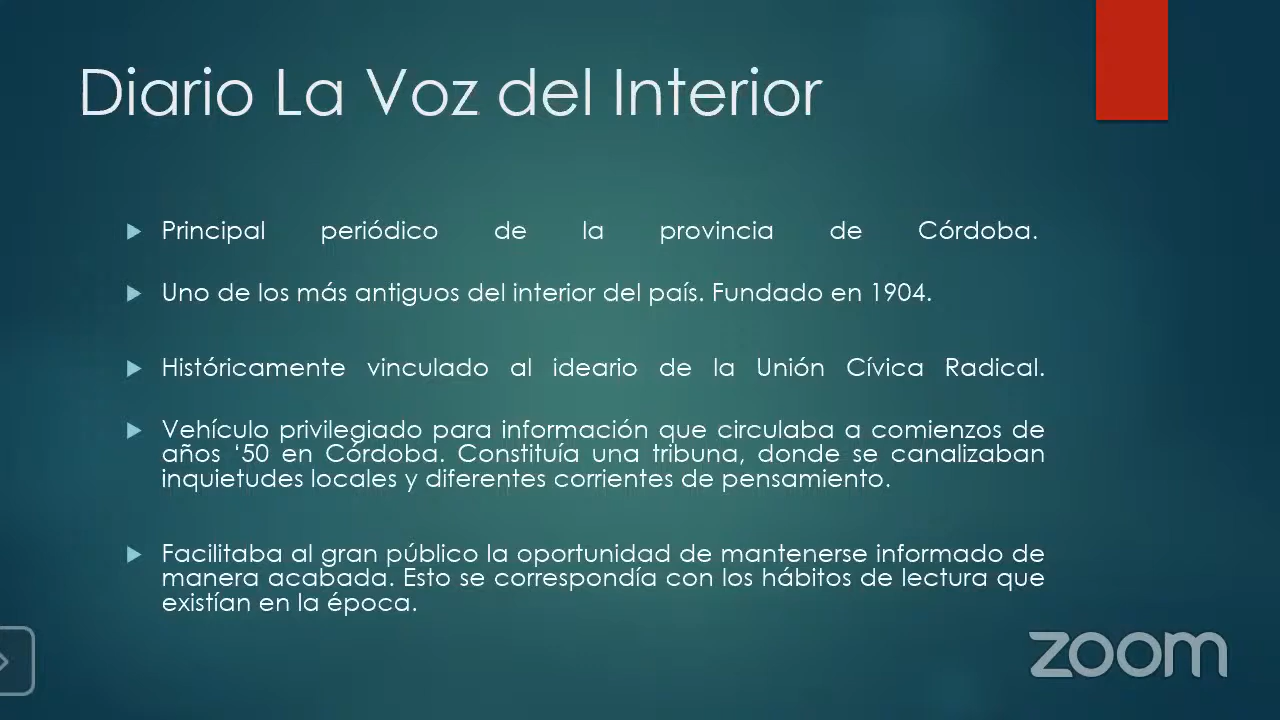 Diario La Voz del Interior
Principal periódico de la provincia de Córdoba.
Uno de los más antiguos del interior del país. Fundado en 1904.
Históricamente vinculado al ideario de la Unión Cívica Radical.
Vehículo privilegiado para información que circulaba a comienzos de
años ‘50 en Córdoba. Constituía una tribuna, donde se canalizaban
inquietudes locales y diferentes corrientes de pensamiento.
Facilitaba al gran público la oportunidad de mantenerse informado de
manera acabada. Esto se correspondía con los hábitos de lectura que
existían en la época.
zoom